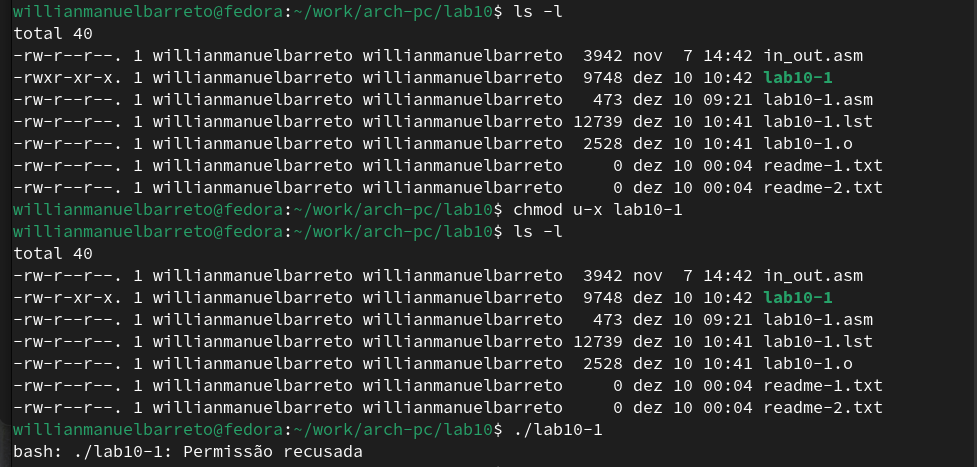 willianmanuelbarreto@fedora:~/work/arch-pc/lab10$ ls -l
total 40
-rw-r--r--. 1 willianmanuelbarreto willianmanuelbarreto  3942 nov  7 14:42 in_out.asm
-rwxr-xr-x. 1 willianmanuelbarreto willianmanuelbarreto  9748 dez 10 10:42 lab10-1
-rw-r--r--. 1 willianmanuelbarreto willianmanuelbarreto   473 dez 10 09:21 lab10-1.asm
-rw-r--r--. 1 willianmanuelbarreto willianmanuelbarreto 12739 dez 10 10:41 lab10-1.lst
-rw-r--r--. 1 willianmanuelbarreto willianmanuelbarreto  2528 dez 10 10:41 lab10-1.o
-rw-r--r--. 1 willianmanuelbarreto willianmanuelbarreto     0 dez 10 00:04 readme-1.txt
-rw-r--r--. 1 willianmanuelbarreto willianmanuelbarreto     0 dez 10 00:04 readme-2.txt
willianmanuelbarreto@fedora:~/work/arch-pc/lab10$ chmod u-x lab10-1
willianmanuelbarreto@fedora:~/work/arch-pc/lab10$ ls -l
total 40
-rw-r--r--. 1 willianmanuelbarreto willianmanuelbarreto  3942 nov  7 14:42 in_out.asm
-rw-r-xr-x. 1 willianmanuelbarreto willianmanuelbarreto  9748 dez 10 10:42 lab10-1
-rw-r--r--. 1 willianmanuelbarreto willianmanuelbarreto   473 dez 10 09:21 lab10-1.asm
-rw-r--r--. 1 willianmanuelbarreto willianmanuelbarreto 12739 dez 10 10:41 lab10-1.lst
-rw-r--r--. 1 willianmanuelbarreto willianmanuelbarreto  2528 dez 10 10:41 lab10-1.o
-rw-r--r--. 1 willianmanuelbarreto willianmanuelbarreto     0 dez 10 00:04 readme-1.txt
-rw-r--r--. 1 willianmanuelbarreto willianmanuelbarreto     0 dez 10 00:04 readme-2.txt
willianmanuelbarreto@fedora:~/work/arch-pc/lab10$ ./lab10-1
bash: ./lab10-1: Permissão recusada